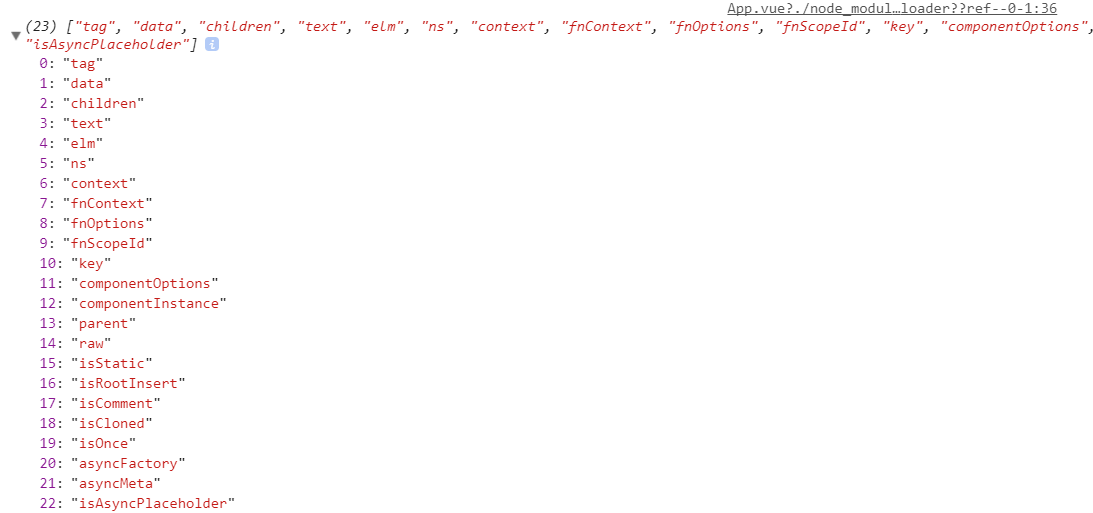 App.vue?./node_modul…loader??ref--0-1:36
(23) ["tag", "data", "children", "text", "elm", "ns", "context", "fnContext", "fnOptions", "fnScopeId", "key", "componentOptions",
"isAsyncPlaceholder"] i
0: "tag"
1: "data"
2: "children"
3: "text"
4: "elm"
5: "ns"
6: "context"
7: "fnContext"
8: "fnOptions"
9: "fnScopeId"
10: "key"
11: "componentOptions"
12: "componentInstance"
13: "parent"
14: "raw"
15: "isStatic"
16: "isRootInsert"
17: "isComment"
18: "isCloned"
19: "isOnce"
20: "asyncFactory"
21: "asyncMeta"
22: "isAsyncPlaceholder"